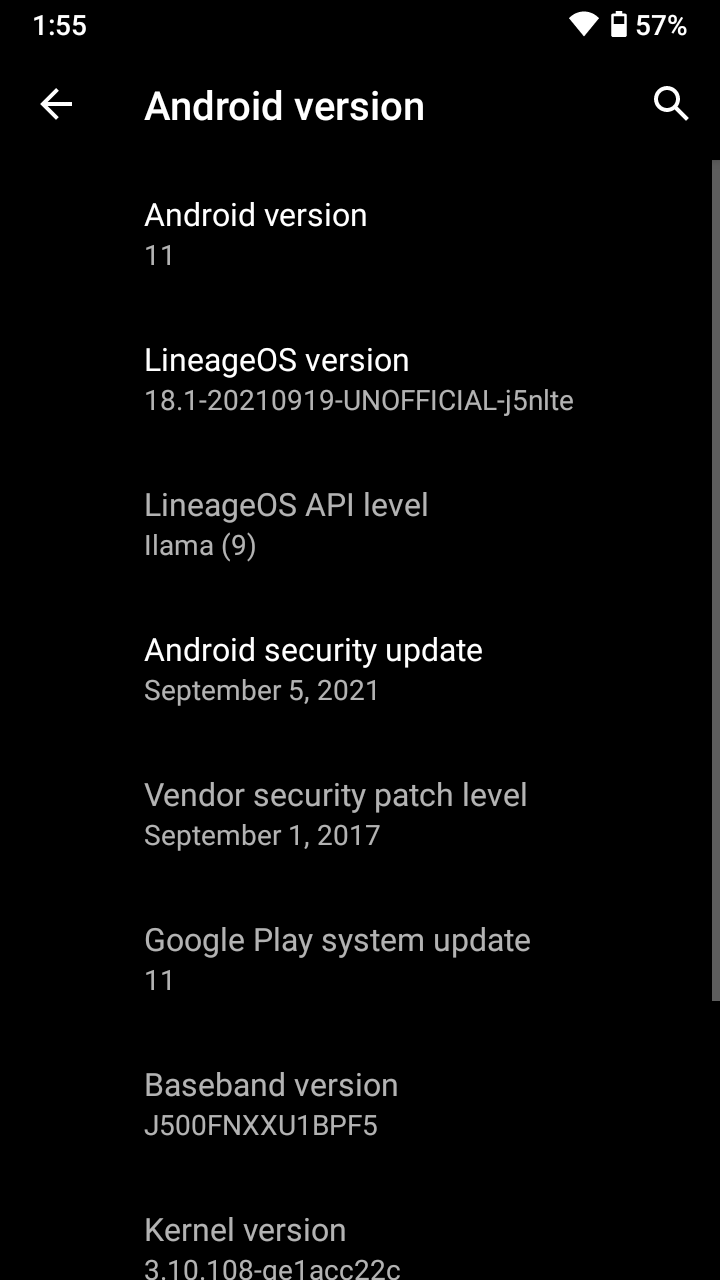 1:55 57%
Android version
Android version
11
LineageOS version
18.1-20210919-UNOFFICIAL-j5nlte
LineageOS API level
Ilama (9)
Android security update
September 5, 2021
Vendor security patch level
September 1, 2017
Google Play system update
11
Baseband version
J500FNXXU1BPF5
Kernel version
3.10.108-ge1acc22c